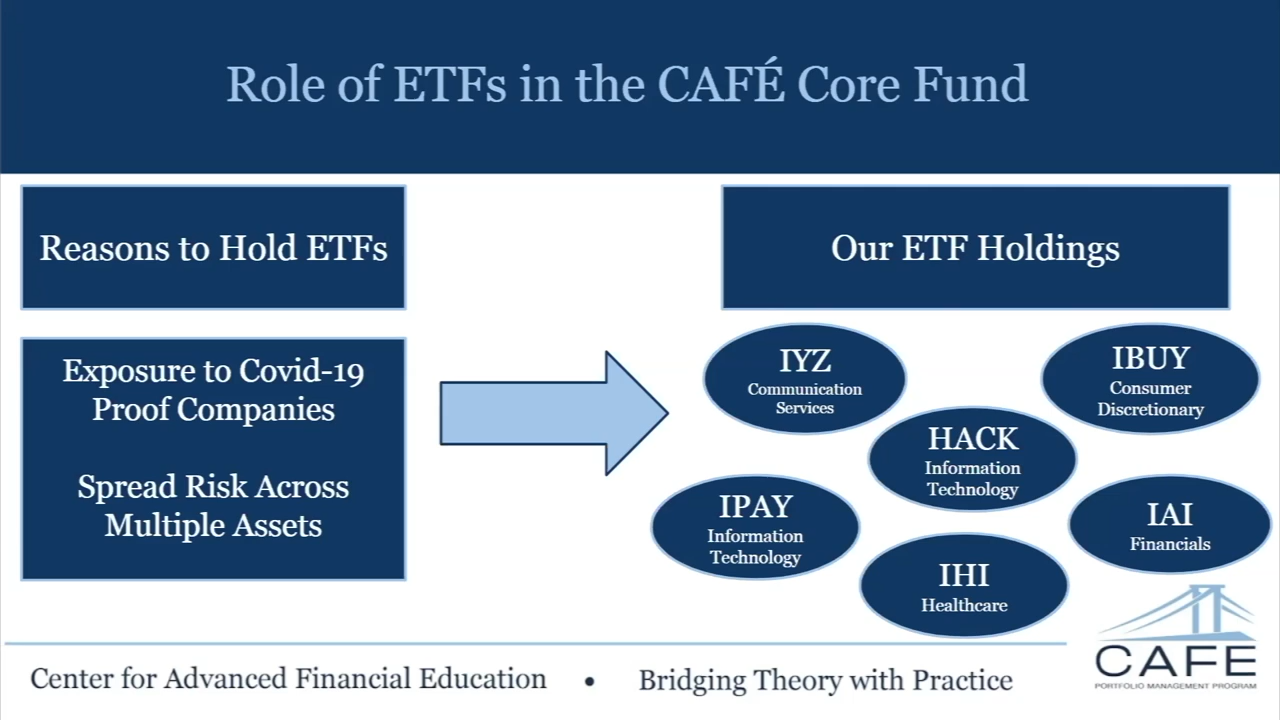 Role of ETFs in the CAFÉ Core Fund
Reasons to Hold ETFs
Exposure to Covid-19
Proof Companies
Spread Risk Across
Multiple Assets
Our ETF Holdings
IYZ
Communication
Services
IBUY
Consumer
Discretionary
HACK
Information
Technology
IPAY
Information
Technology
IAI
Financials
IHI
Healthcare
Center for Advanced Financial Education • Bridging Theory with Practice
CAFE
PORTFOLIO MANAGEMENT PROGRAM